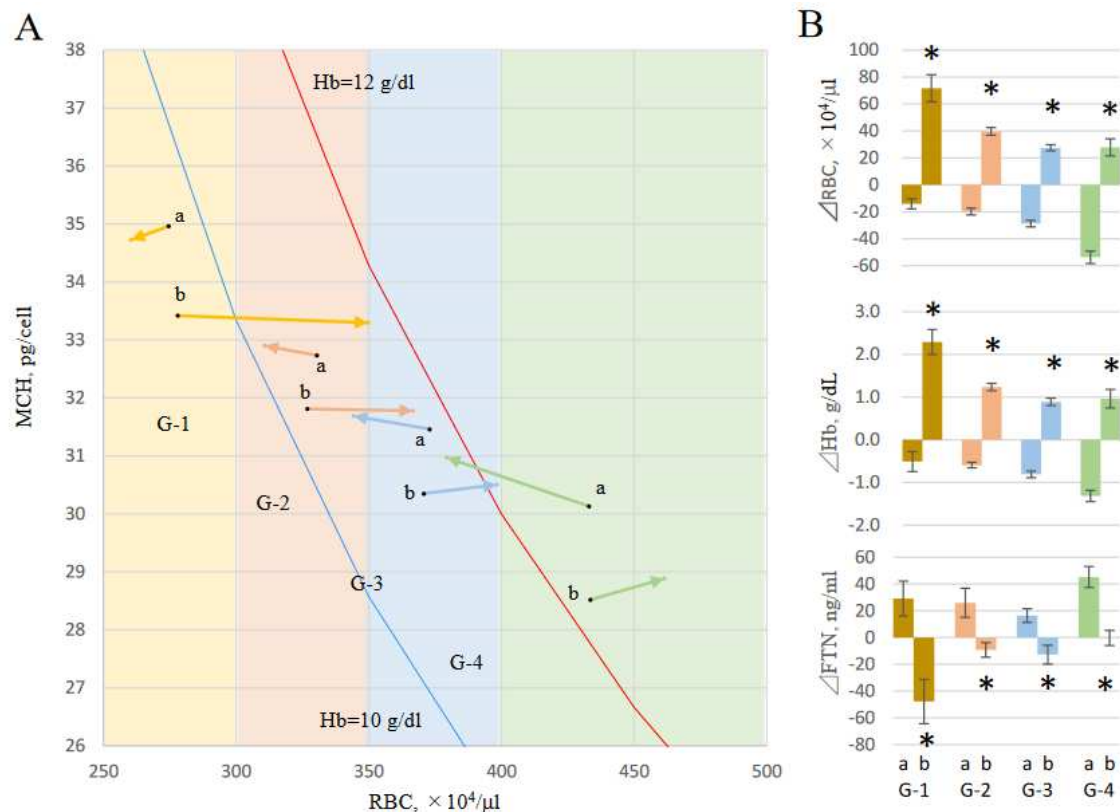 A
38
37
36
35
34
33
32
31
30
29
28
27
26
MCH, pg/cell
Hb=12 g/dl
a
b
a
b
a
b
a
b
G-1
G-2
G-3
G-4
Hb=10 g/dl
250 300 350 400 450 500
RBC, ×10⁴/μl
B
100
80
60
40
20
0
-20
-40
-60
⊿RBC, ×10⁴/μl
* * * *
3.0
2.0
1.0
0.0
-1.0
-2.0
⊿Hb, g/dL
* * * *
60
40
20
0
-20
-40
-60
-80
⊿FTN, ng/ml
* * * *
a b a b a b a b
G-1 G-2 G-3 G-4